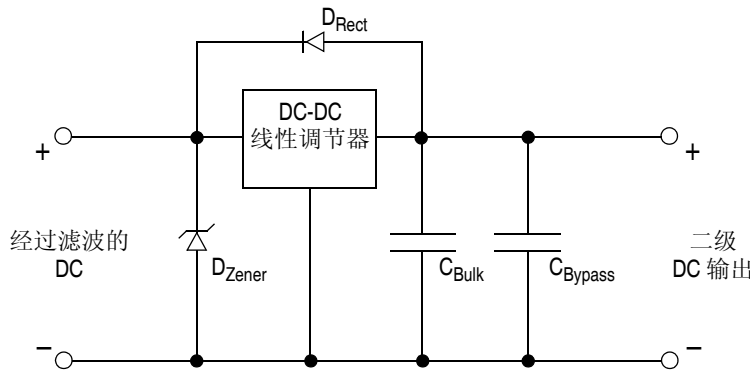 D_Rect
DC-DC
线性调节器
+
+
经过滤波的
DC
D_Zener
C_Bulk
C_Bypass
二级
DC 输出
−
−